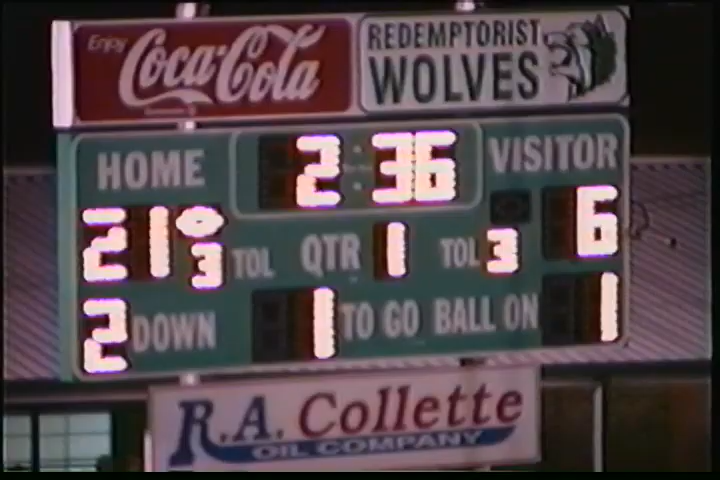 Enjoy
Coca-Cola
REDEMPTORIST
WOLVES
HOME 2:36 VISITOR
21 3 TOL QTR 1 TOL 3 6
2 DOWN 1 TO GO BALL ON 1
R.A. Collette
OIL COMPANY